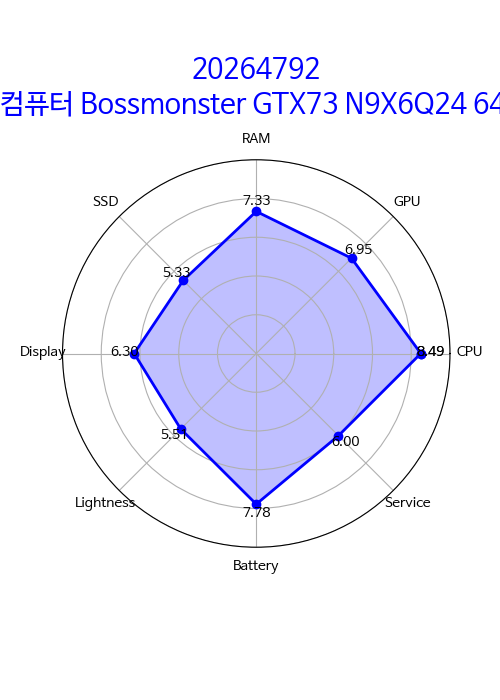 20264792
컴퓨터 Bossmonster GTX73 N9X6Q24 64
RAM
7.33
SSD
GPU
6.95
5.33
Display
6.30
8.49
CPU
5.51
6.00
Lightness
7.78
Service
Battery